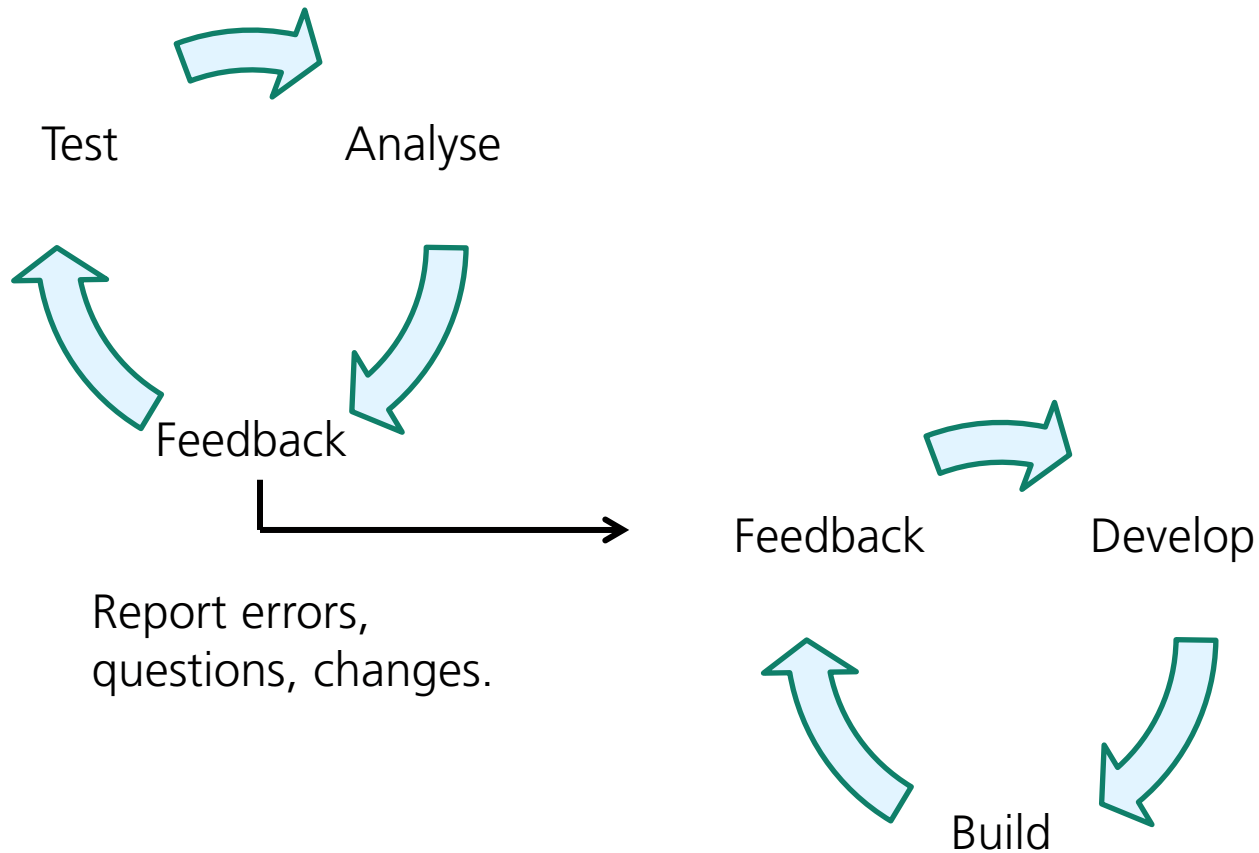 Test
Analyse
Feedback
Report errors,
questions, changes.
Feedback
Develop
Build